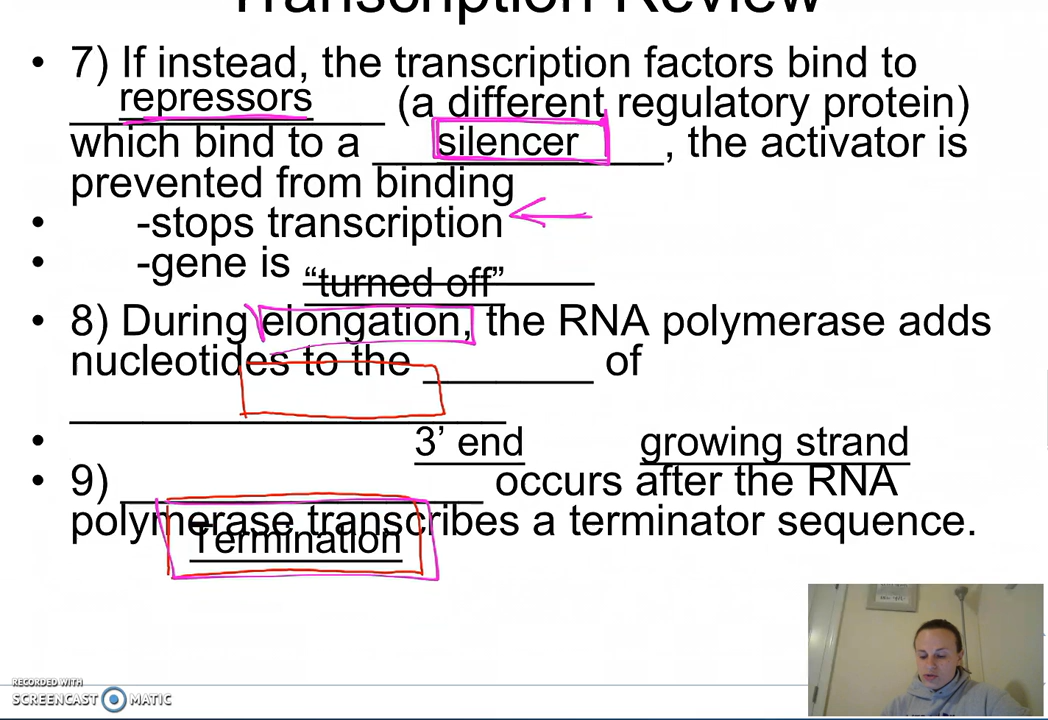 Transcription Review
• 7) If instead, the transcription factors bind to
repressors (a different regulatory protein)
which bind to a silencer, the activator is
prevented from binding
• -stops transcription
• -gene is “turned off”
• 8) During elongation, the RNA polymerase adds
nucleotides to the ________ of
__________________
• 3’ end growing strand
• 9) _______________ occurs after the RNA
polymerase transcribes a terminator sequence.
Termination
RECORDED WITH
SCREENCAST MATIC